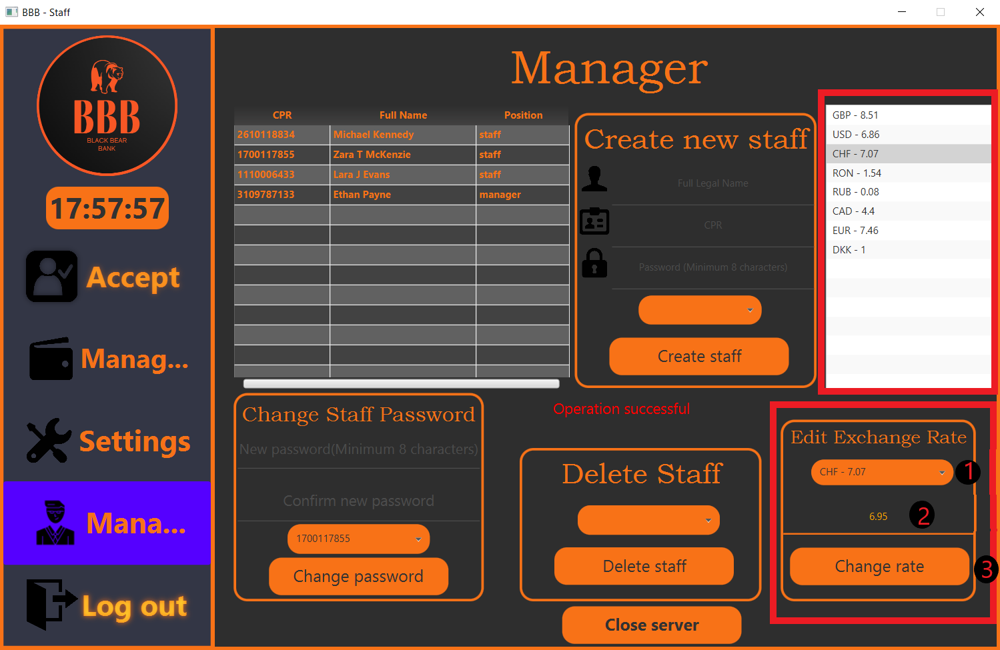 BBB - Staff
BBB
BLACK BEAR
BANK
17:57:57
Accept
Manag...
Settings
Mana...
Log out
Manager
CPR Full Name Position
2610118834 Michael Kennedy staff
1700117855 Zara T McKenzie staff
1110006433 Lara J Evans staff
3109787133 Ethan Payne manager
Create new staff
Full Legal Name
CPR
Password (Minimum 8 characters)
Create staff
GBP - 8.51
USD - 6.86
CHF - 7.07
RON - 1.54
RUB - 0.08
CAD - 4.4
EUR - 7.46
DKK - 1
Change Staff Password
New password(Minimum 8 characters)
Confirm new password
1700117855
Change password
Operation successful
Delete Staff
Delete staff
Close server
Edit Exchange Rate
CHF - 7.07 1
6.95 2
Change rate 3